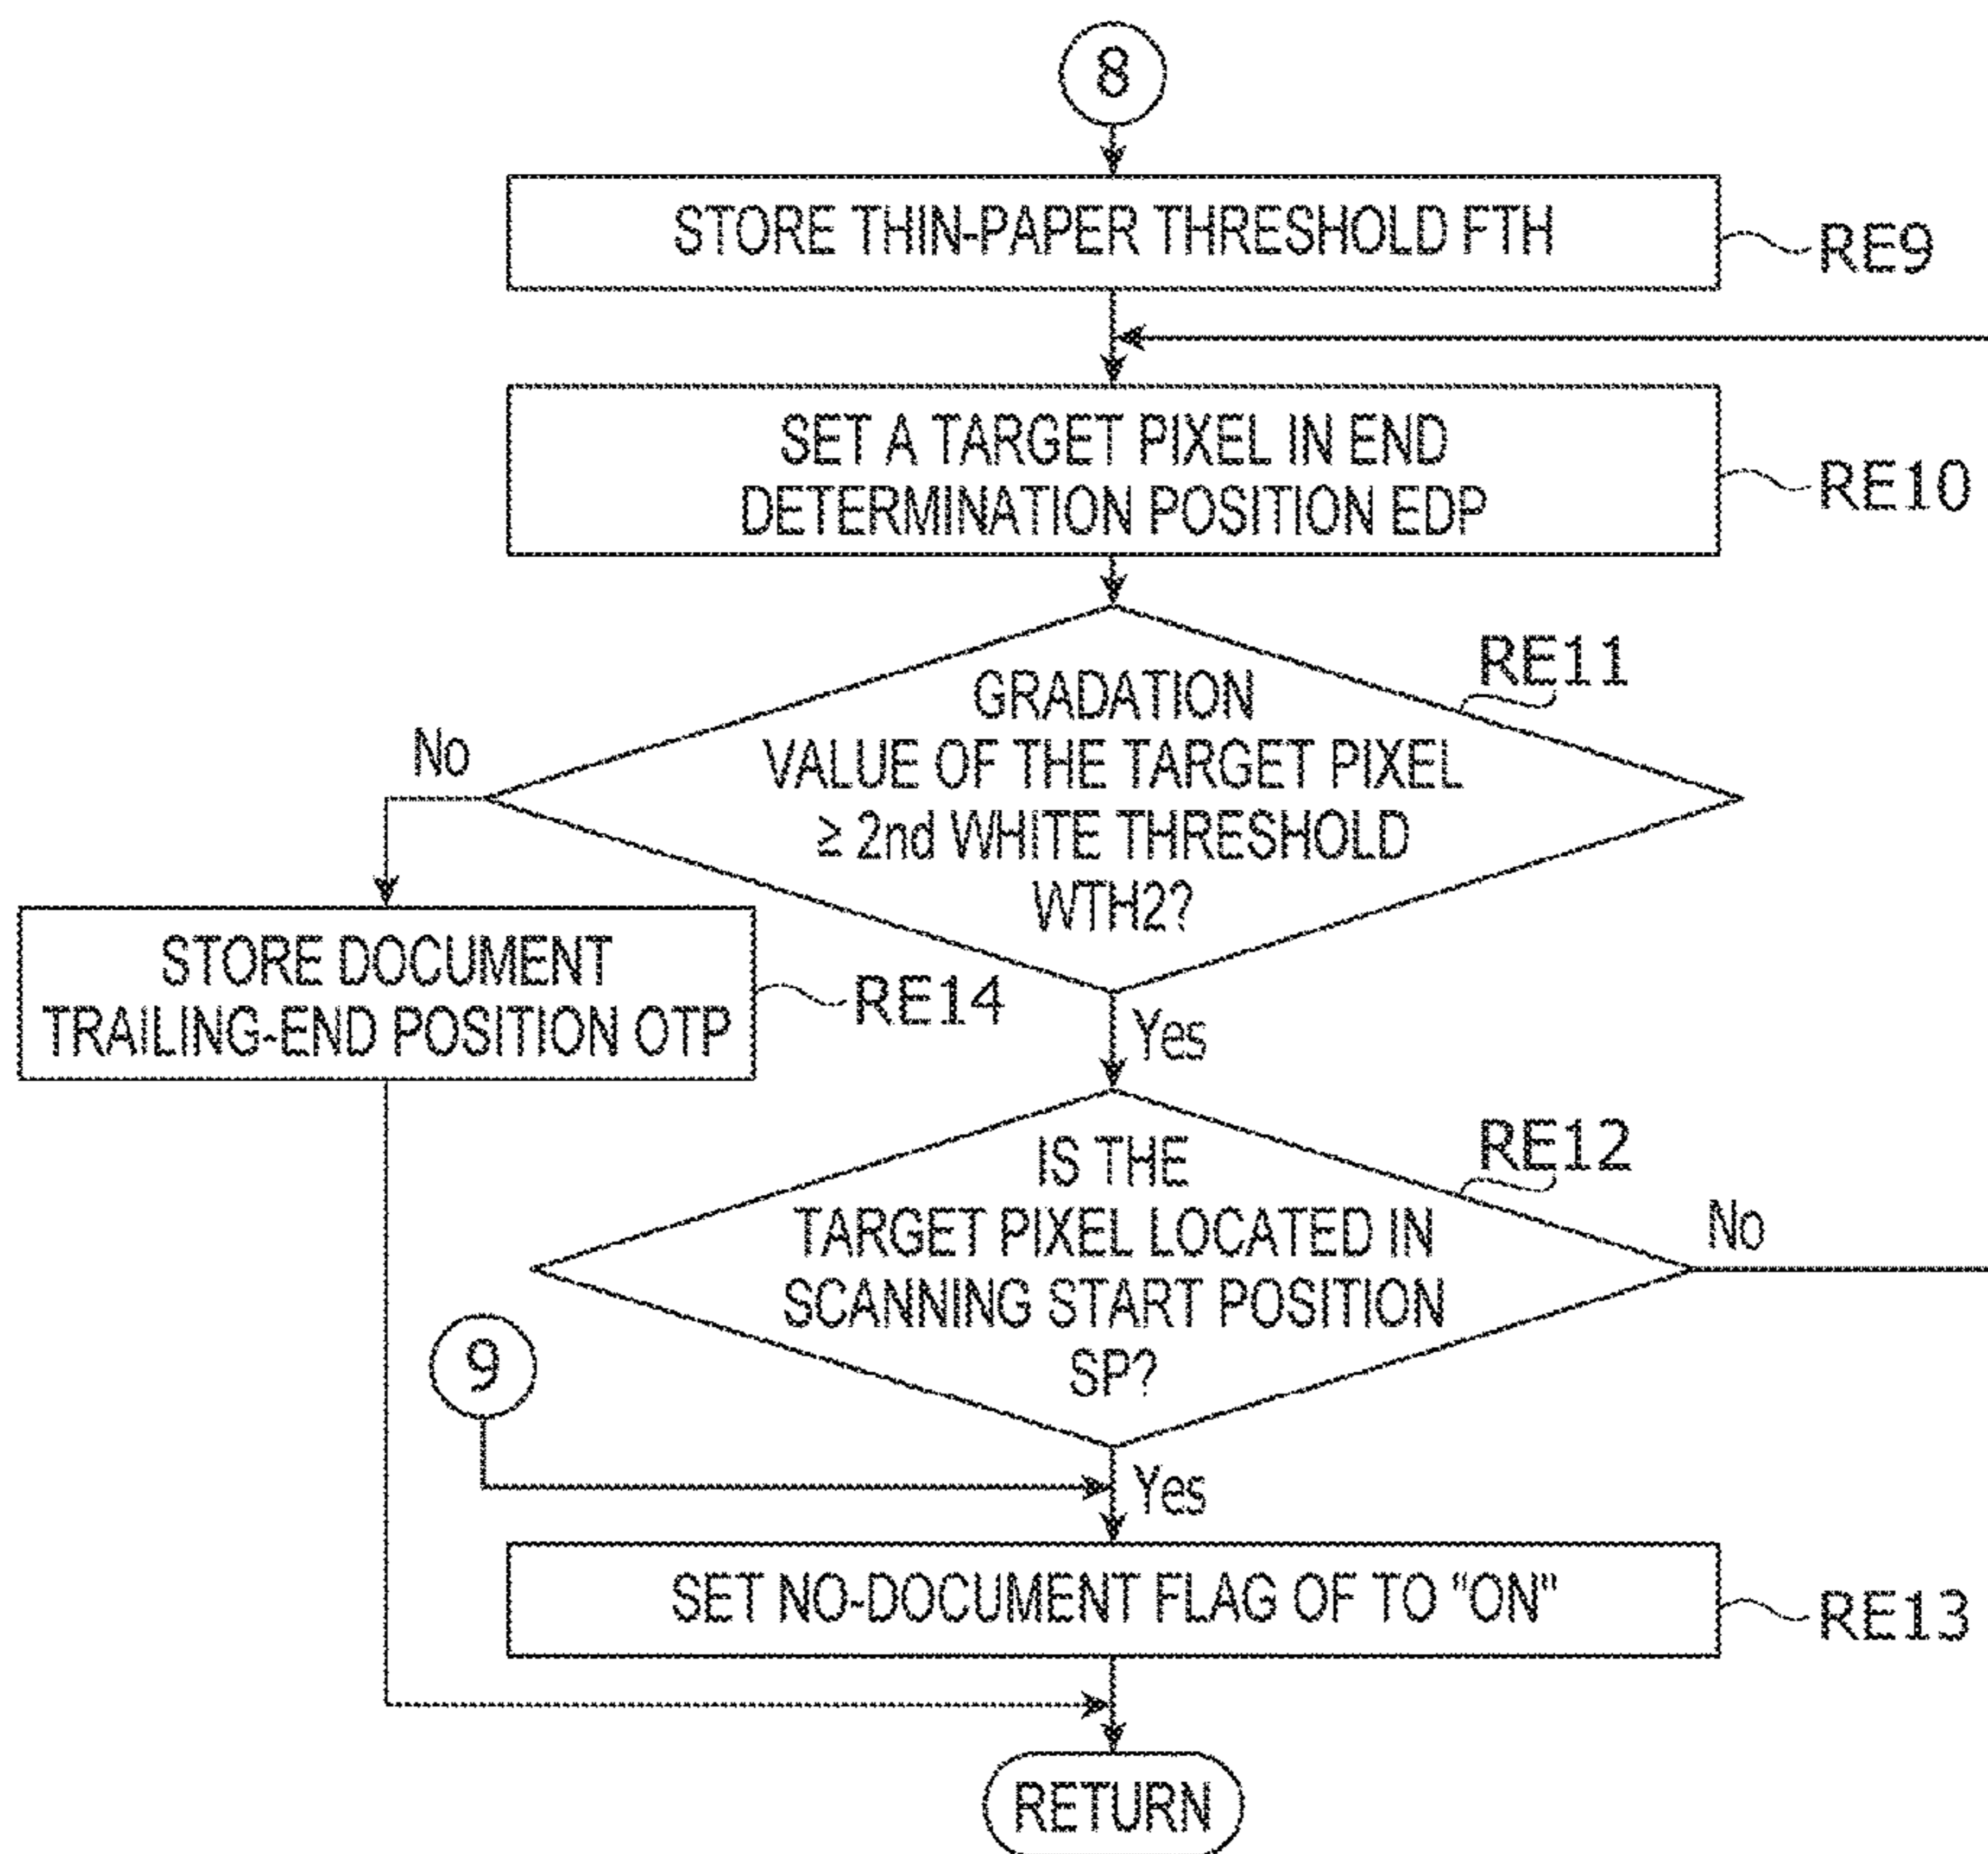 8
STORE THIN-PAPER THRESHOLD FTH
RE9
SET A TARGET PIXEL IN END
DETERMINATION POSITION EDP
RE10
RE11
GRADATION
VALUE OF THE TARGET PIXEL
≥ 2nd WHITE THRESHOLD
WTH2?
No
STORE DOCUMENT
TRAILING-END POSITION OTP
RE14
Yes
RE12
IS THE
TARGET PIXEL LOCATED IN
SCANNING START POSITION
SP?
No
9
Yes
SET NO-DOCUMENT FLAG OF TO "ON"
RE13
RETURN